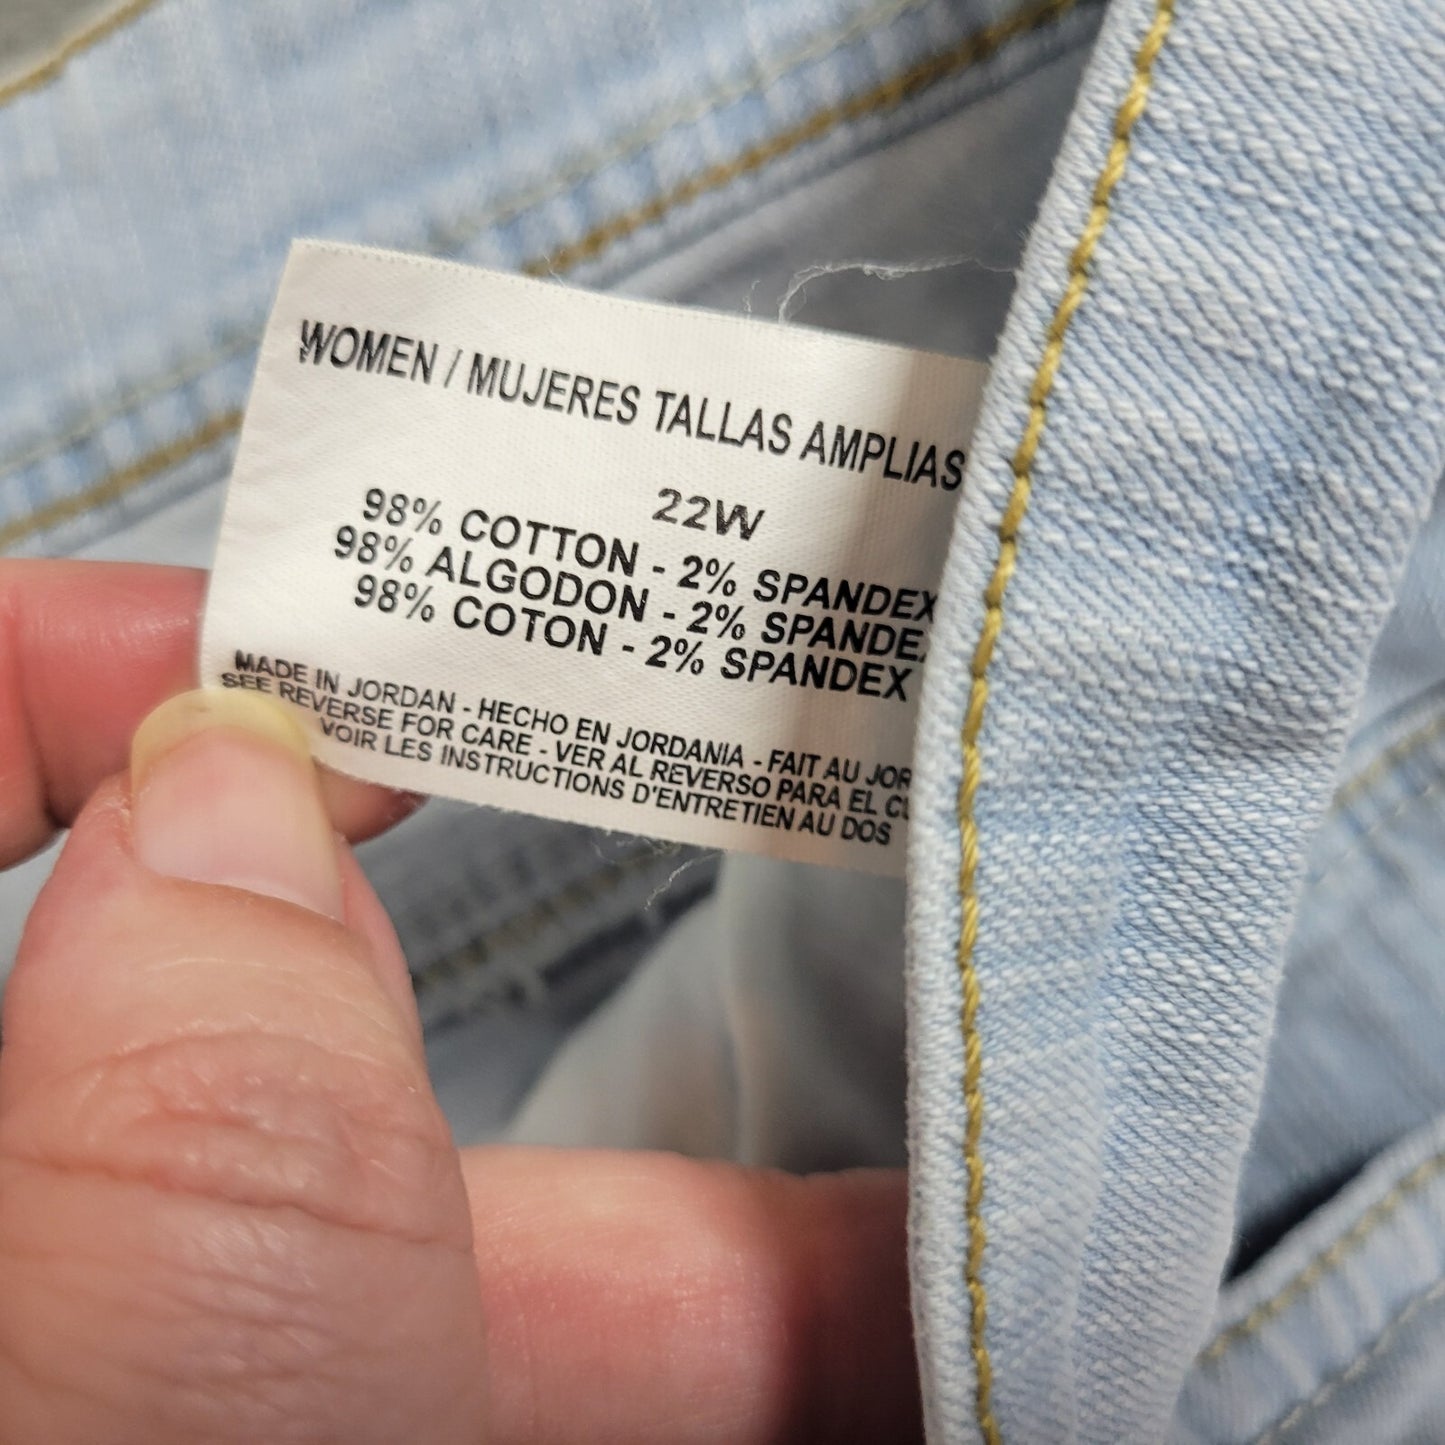 WOMEN / MUJERES TALLAS AMPLIAS
22W
98% COTTON - 2% SPANDEX
98% ALGODON - 2% SPANDEX
98% COTON - 2% SPANDEX
MADE IN JORDAN - HECHO EN JORDANIA - FAIT AU JOR
SEE REVERSE FOR CARE - VER AL REVERSO PARA EL CU
VOIR LES INSTRUCTIONS D'ENTRETIEN AU DOS